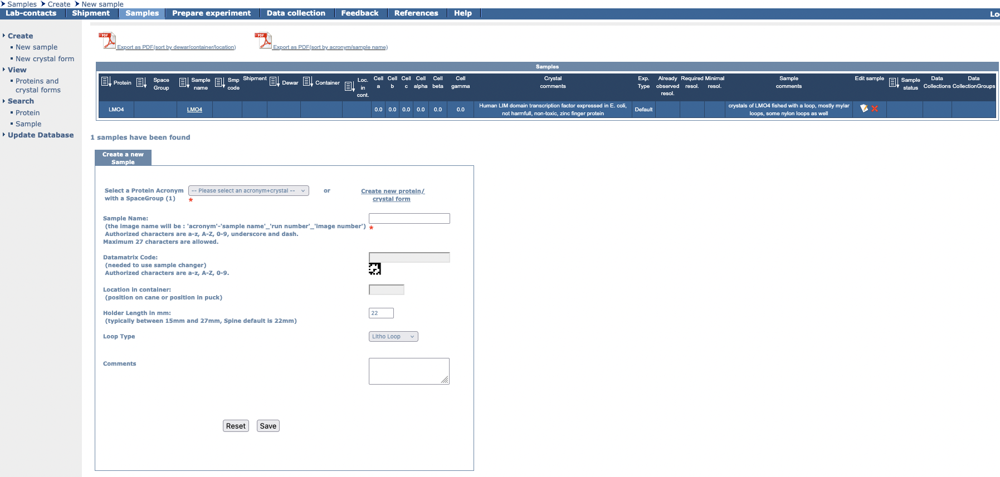 Samples Create New sample
Lab-contacts Shipment Samples Prepare experiment Data collection Feedback References Help Lo
Create
New sample
New crystal form
View
Proteins and
crystal forms
Search
Protein
Sample
Update Database
PDF Export as PDF(sort by dewar/container/location) PDF Export as PDF(sort by acronym/sample name)
Samples
Protein Space Group Sample name Smp code Shipment Dewar Container Loc. in cont. Cell a Cell b Cell c Cell alpha Cell beta Cell gamma Crystal comments Exp. Type Already observed resol. Required resol. Minimal resol. Sample comments Edit sample Sample status Data Collections Data CollectionGroups
LMO4 LMO4 0.0 0.0 0.0 0.0 0.0 0.0 Human LIM domain transcription factor expressed in E. coli, not harmfull, non-toxic, zinc finger protein Default crystals of LMO4 fished with a loop, mostly mylar loops, some nylon loops as well
1 samples have been found
Create a new
Sample
Select a Protein Acronym
with a SpaceGroup (1) *
-- Please select an acronym+crystal -- or Create new protein/
crystal form
Sample Name:
(the image name will be : 'acronym'-'sample name'_'run number'_'image number') *
Authorized characters are a-z, A-Z, 0-9, underscore and dash.
Maximum 27 characters are allowed.
Datamatrix Code:
(needed to use sample changer)
Authorized characters are a-z, A-Z, 0-9.
Location in container:
(position on cane or position in puck)
Holder Length in mm: 22
(typically between 15mm and 27mm, Spine default is 22mm)
Loop Type Litho Loop
Comments
Reset Save